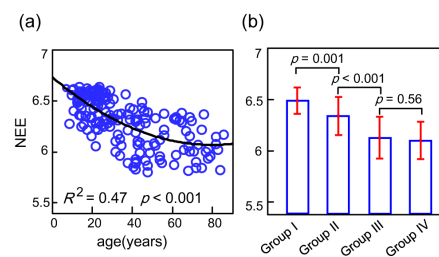 (a)
7
6.5
6
5.5
NEE
R² = 0.47 p < 0.001
0 20 40 60 80
age(years)
(b)
7
6.5
6
5.5
p = 0.001
p < 0.001
p = 0.56
Group I
Group II
Group III
Group IV